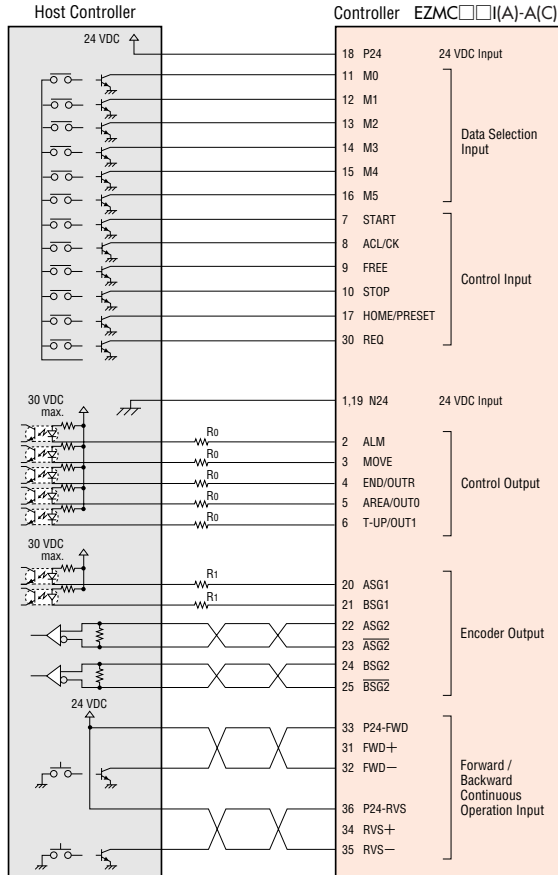 Host Controller
Controller EZMC□□I(A)-A(C)
24 VDC
18 P24 24 VDC Input
11 M0
12 M1
13 M2
14 M3
15 M4
16 M5
Data Selection
Input
7 START
8 ACL/CK
9 FREE
10 STOP
17 HOME/PRESET
30 REQ
Control Input
1,19 N24 24 VDC Input
30 VDC
max.
R0
R0
R0
R0
R0
2 ALM
3 MOVE
4 END/OUTR
5 AREA/OUT0
6 T-UP/OUT1
Control Output
30 VDC
max.
R1
R1
20 ASG1
21 BSG1
22 ASG2
23 A̅S̅G̅2̅
24 BSG2
25 B̅S̅G̅2̅
Encoder Output
24 VDC
33 P24-FWD
31 FWD+
32 FWD−
36 P24-RVS
34 RVS+
35 RVS−
Forward /
Backward
Continuous
Operation Input